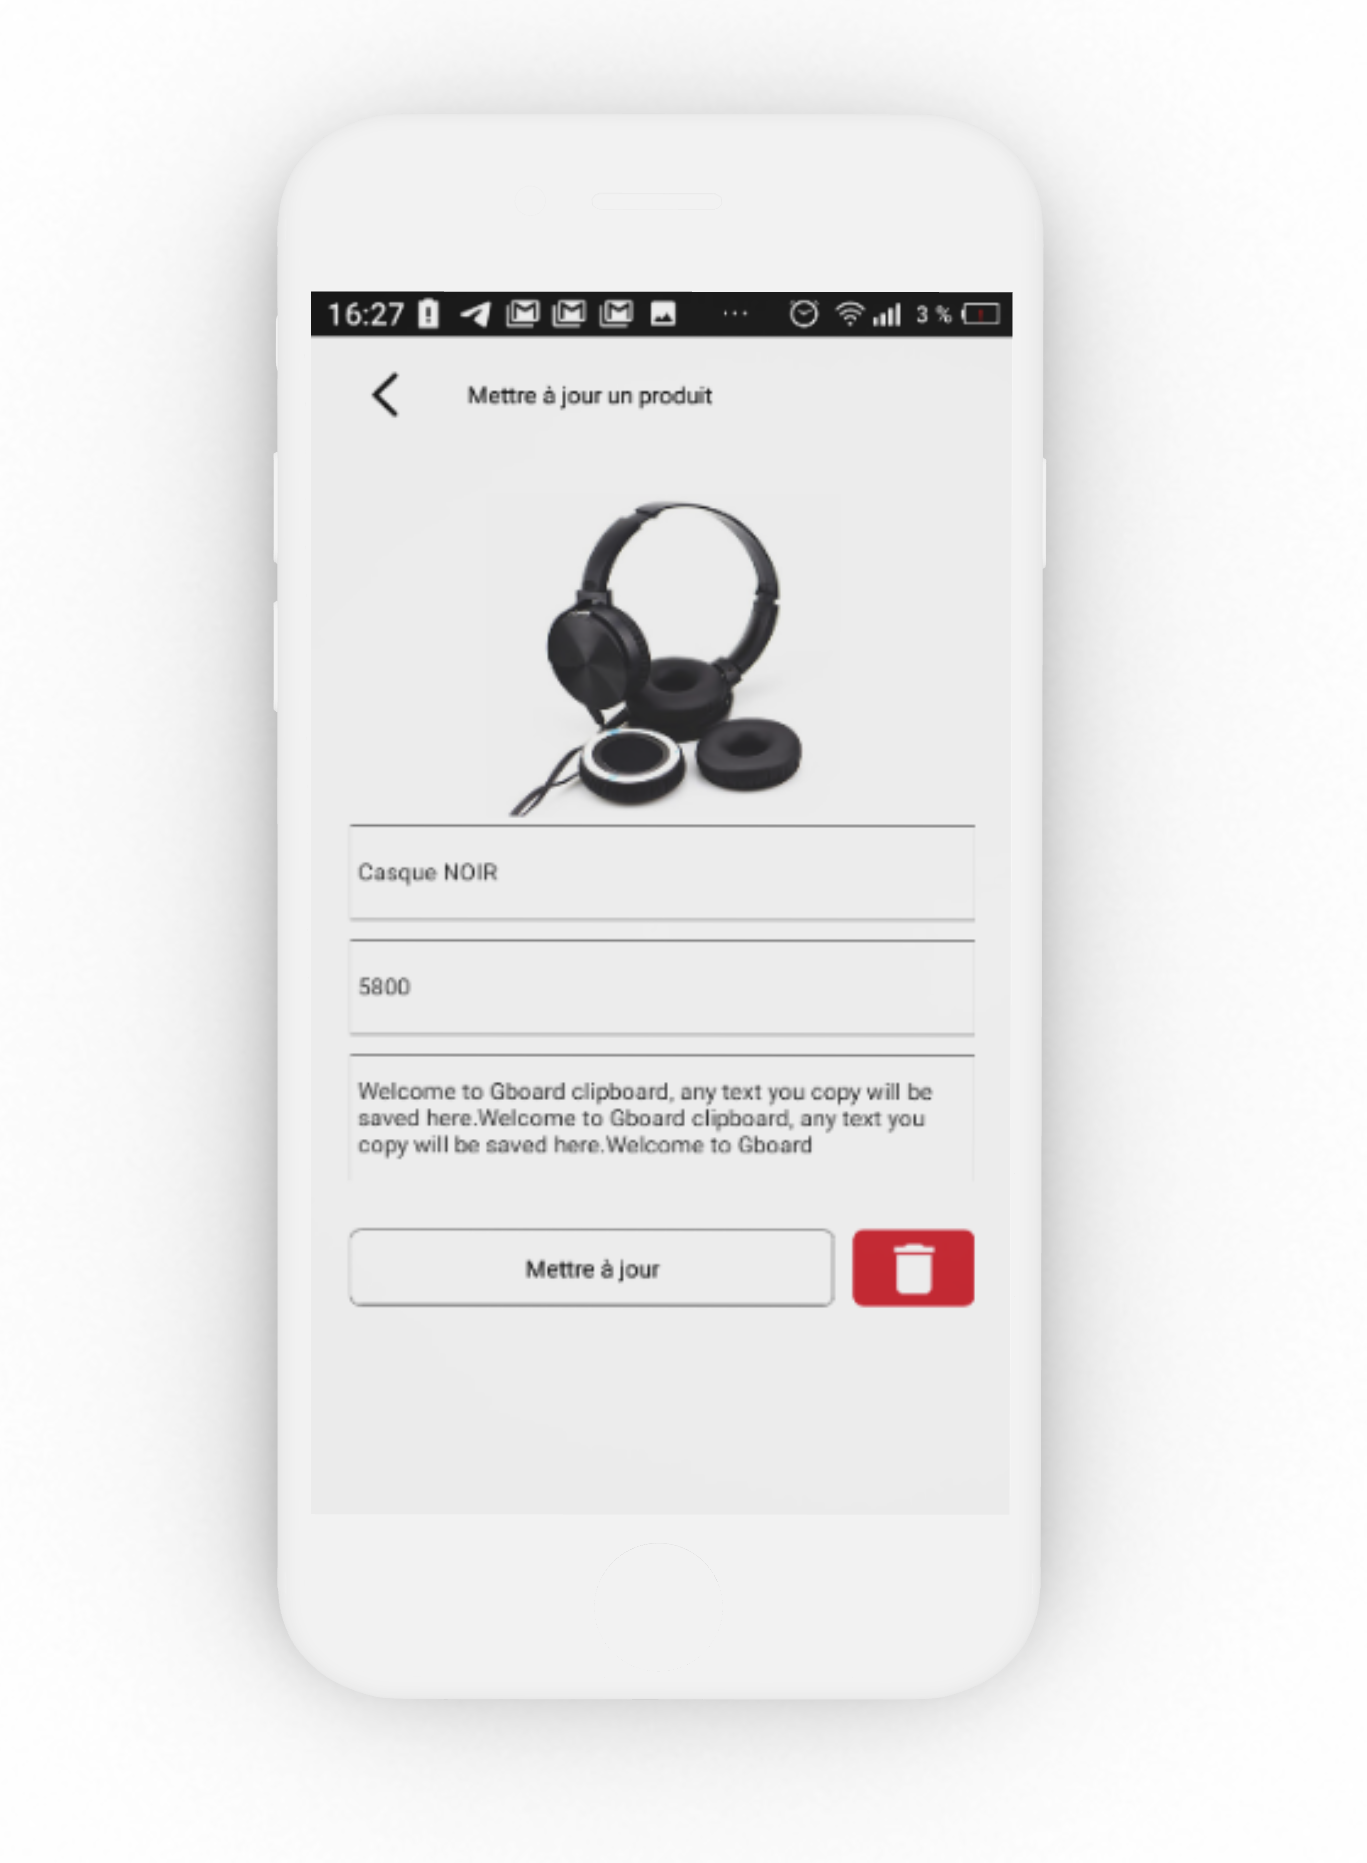 16:27 ... 3 %
Mettre à jour un produit
Casque NOIR
5800
Welcome to Gboard clipboard, any text you copy will be
saved here.Welcome to Gboard clipboard, any text you
copy will be saved here.Welcome to Gboard
Mettre à jour